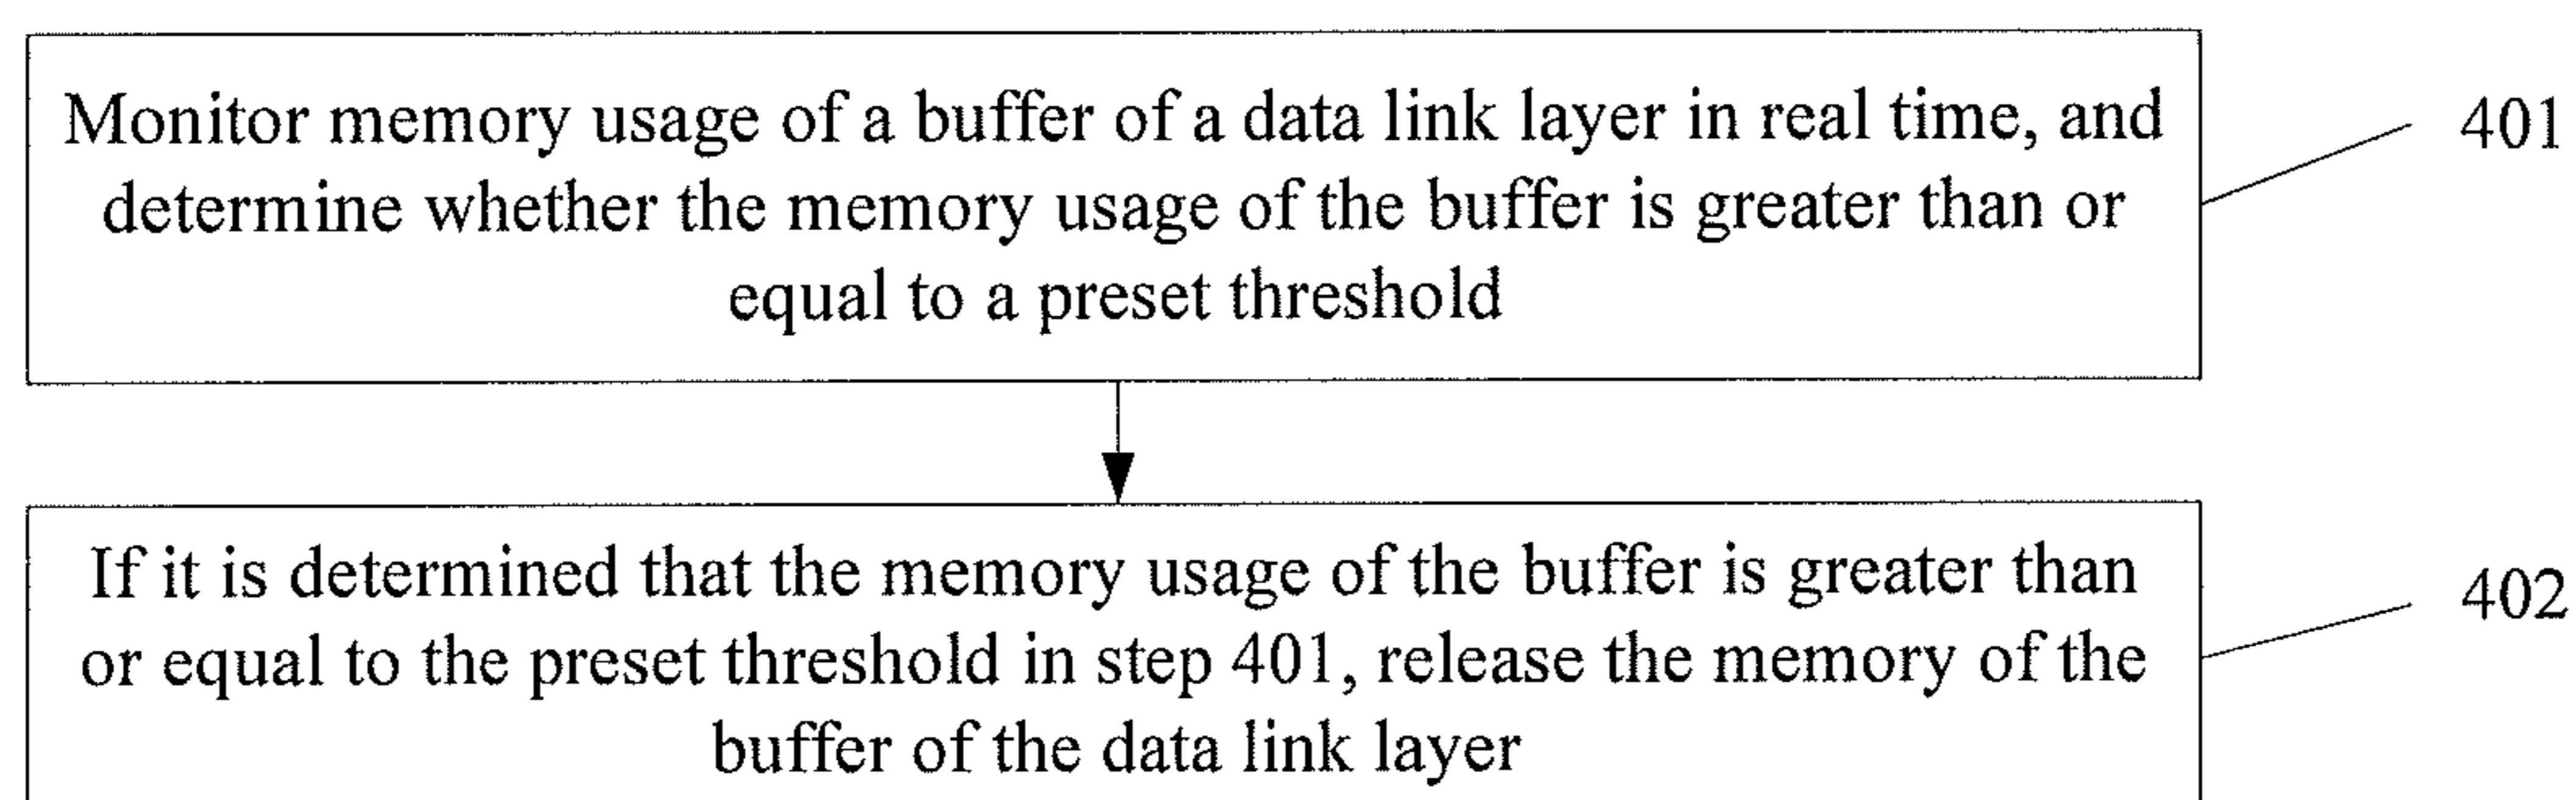 Monitor memory usage of a buffer of a data link layer in real time, and
401
determine whether the memory usage of the buffer is greater than or
equal to a preset threshold
If it is determined that the memory usage of the buffer is greater than
402
or equal to the preset threshold in step 401, release the memory of the
buffer of the data link layer